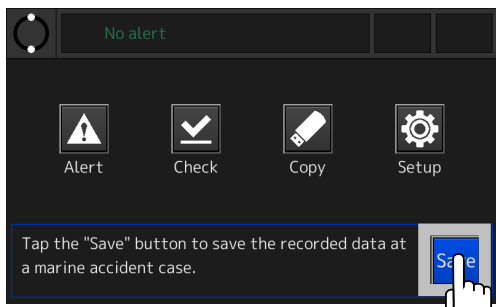 No alert
Alert Check Copy Setup
Tap the "Save" button to save the recorded data at
a marine accident case.
Save